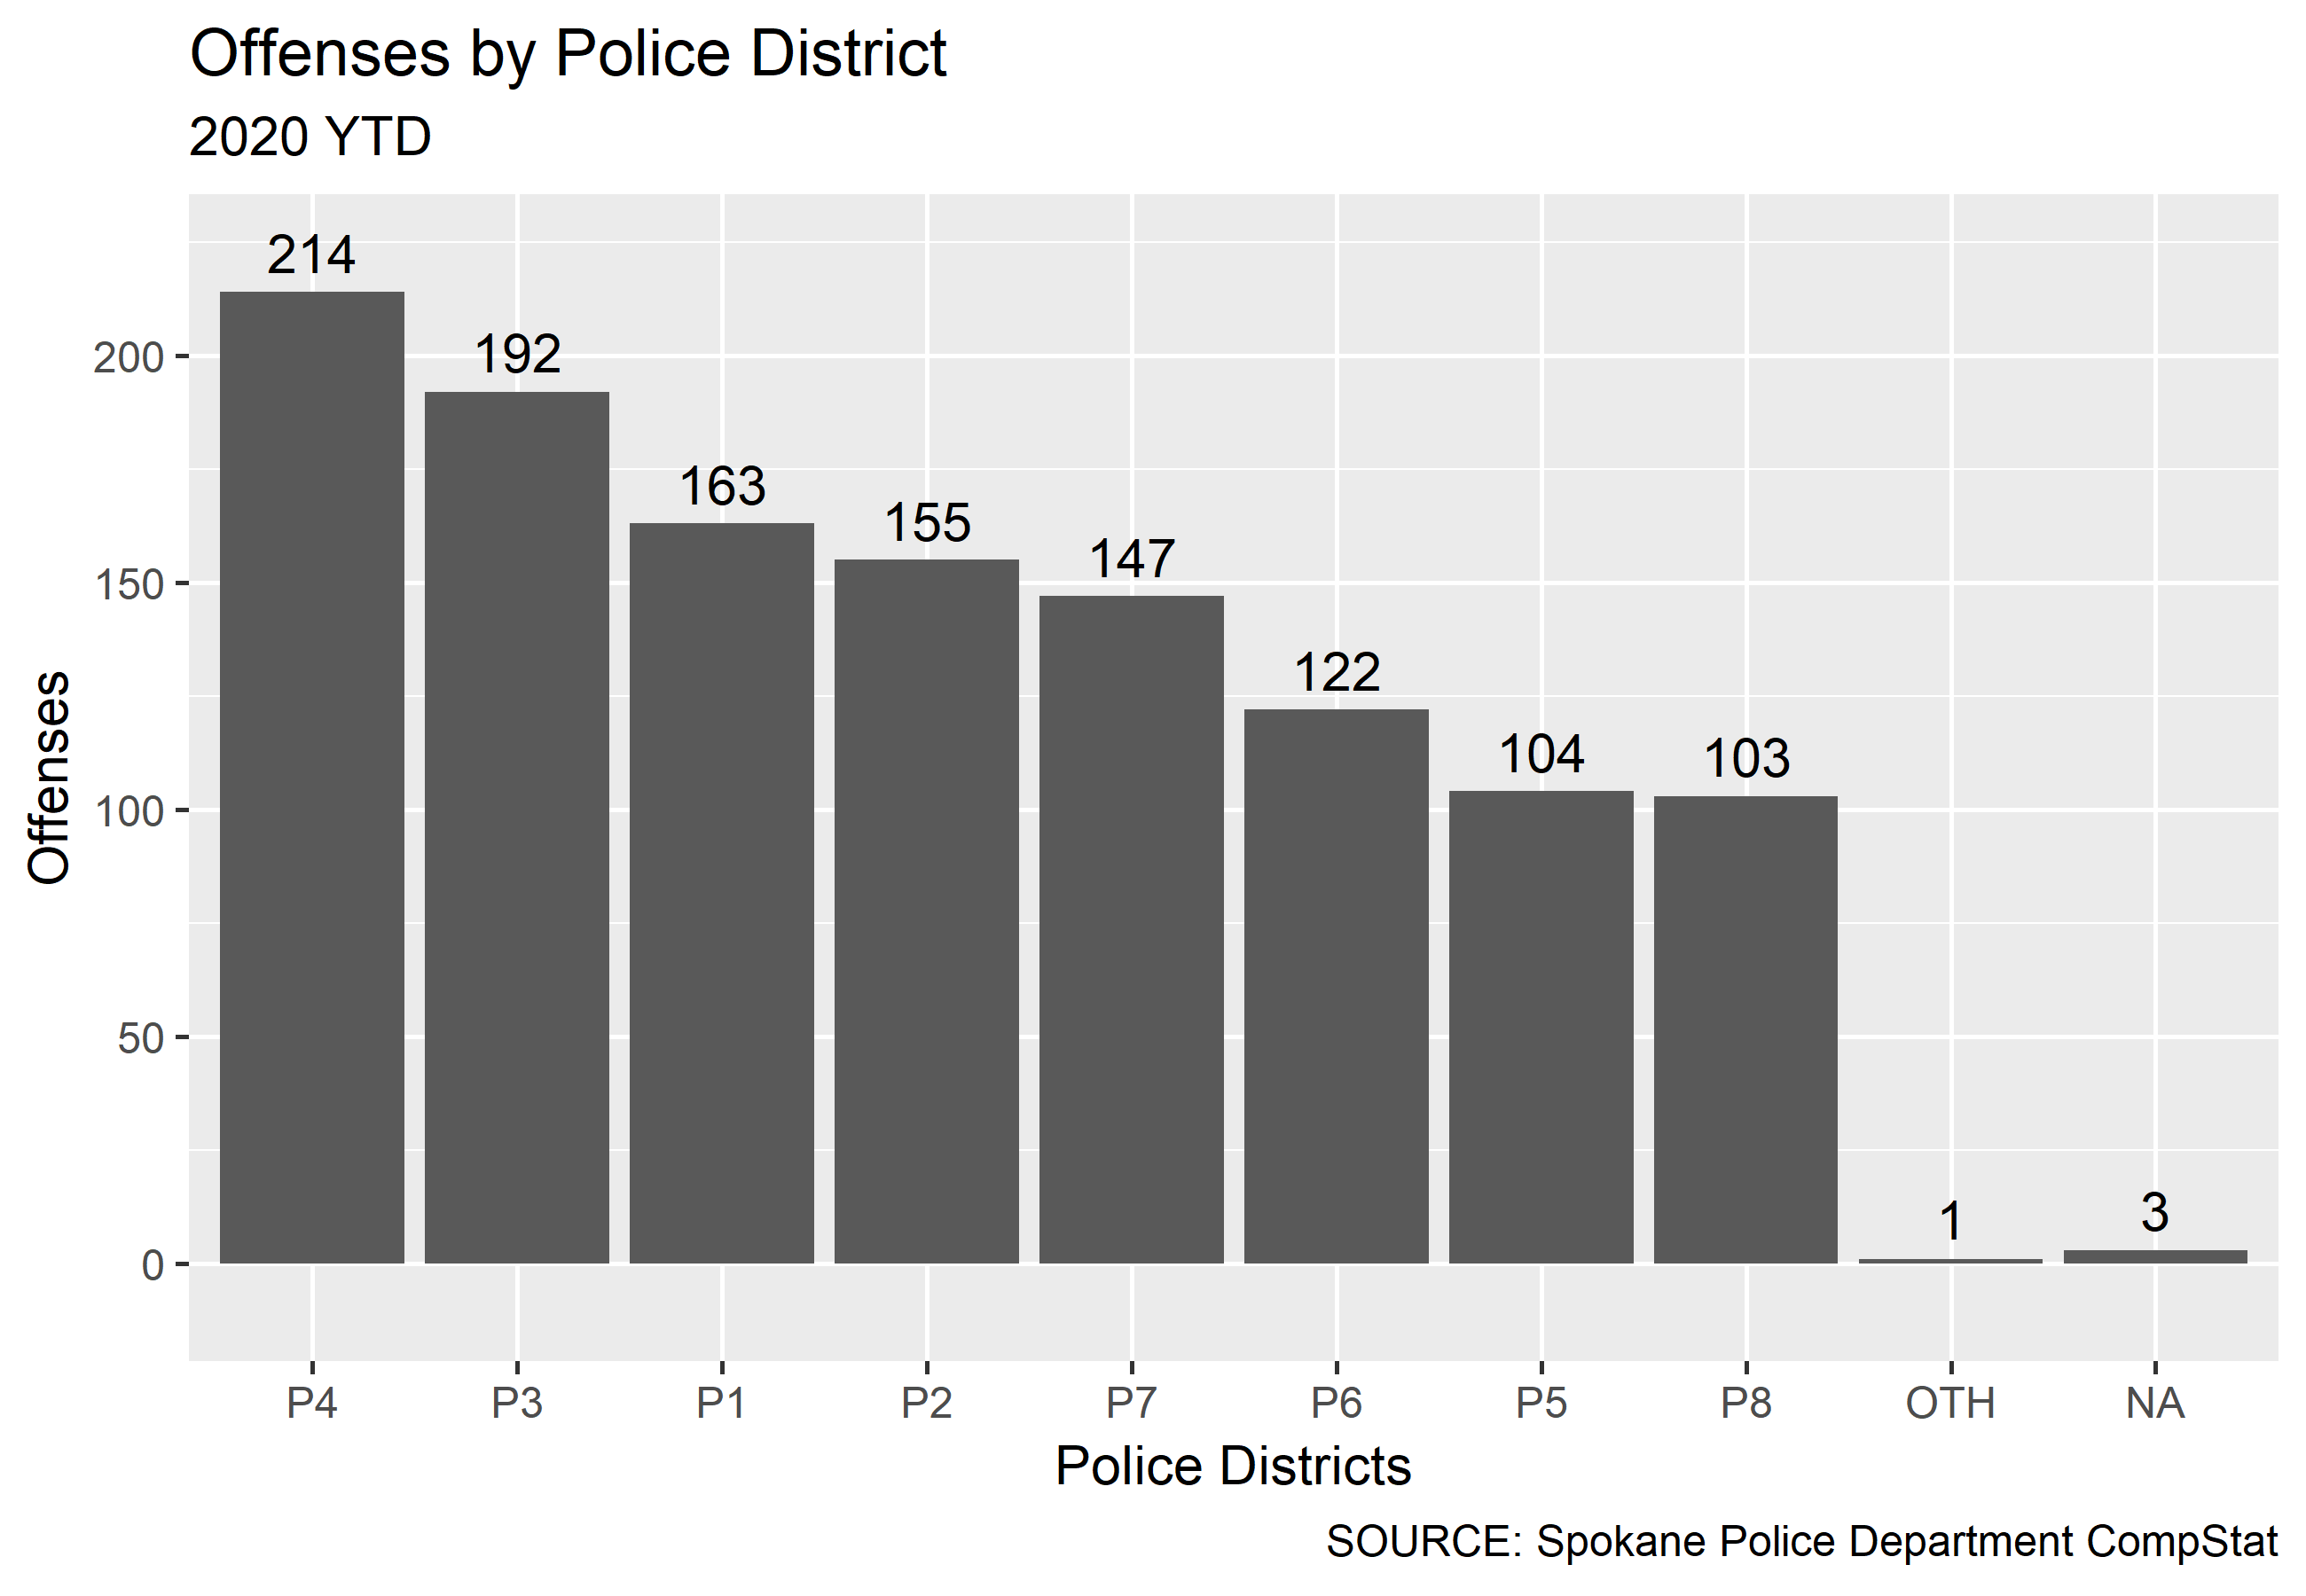 Offenses by Police District
2020 YTD
214
192
163
155
147
122
104
103
1
3
200
150
100
50
0
Offenses
P4 P3 P1 P2 P7 P6 P5 P8 OTH NA
Police Districts
SOURCE: Spokane Police Department CompStat